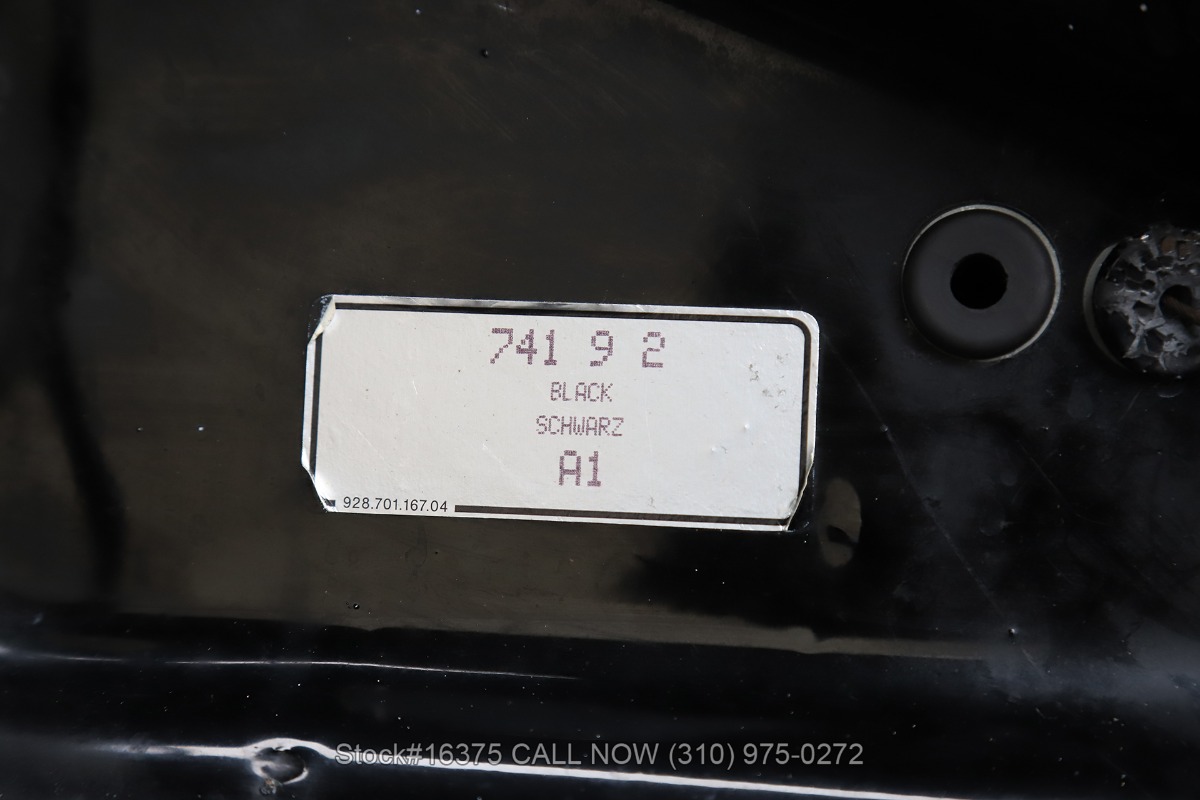 741 9 2
BLACK
SCHWARZ
A1
928.701.167.04
Stock#16375 CALL NOW (310) 975-0272